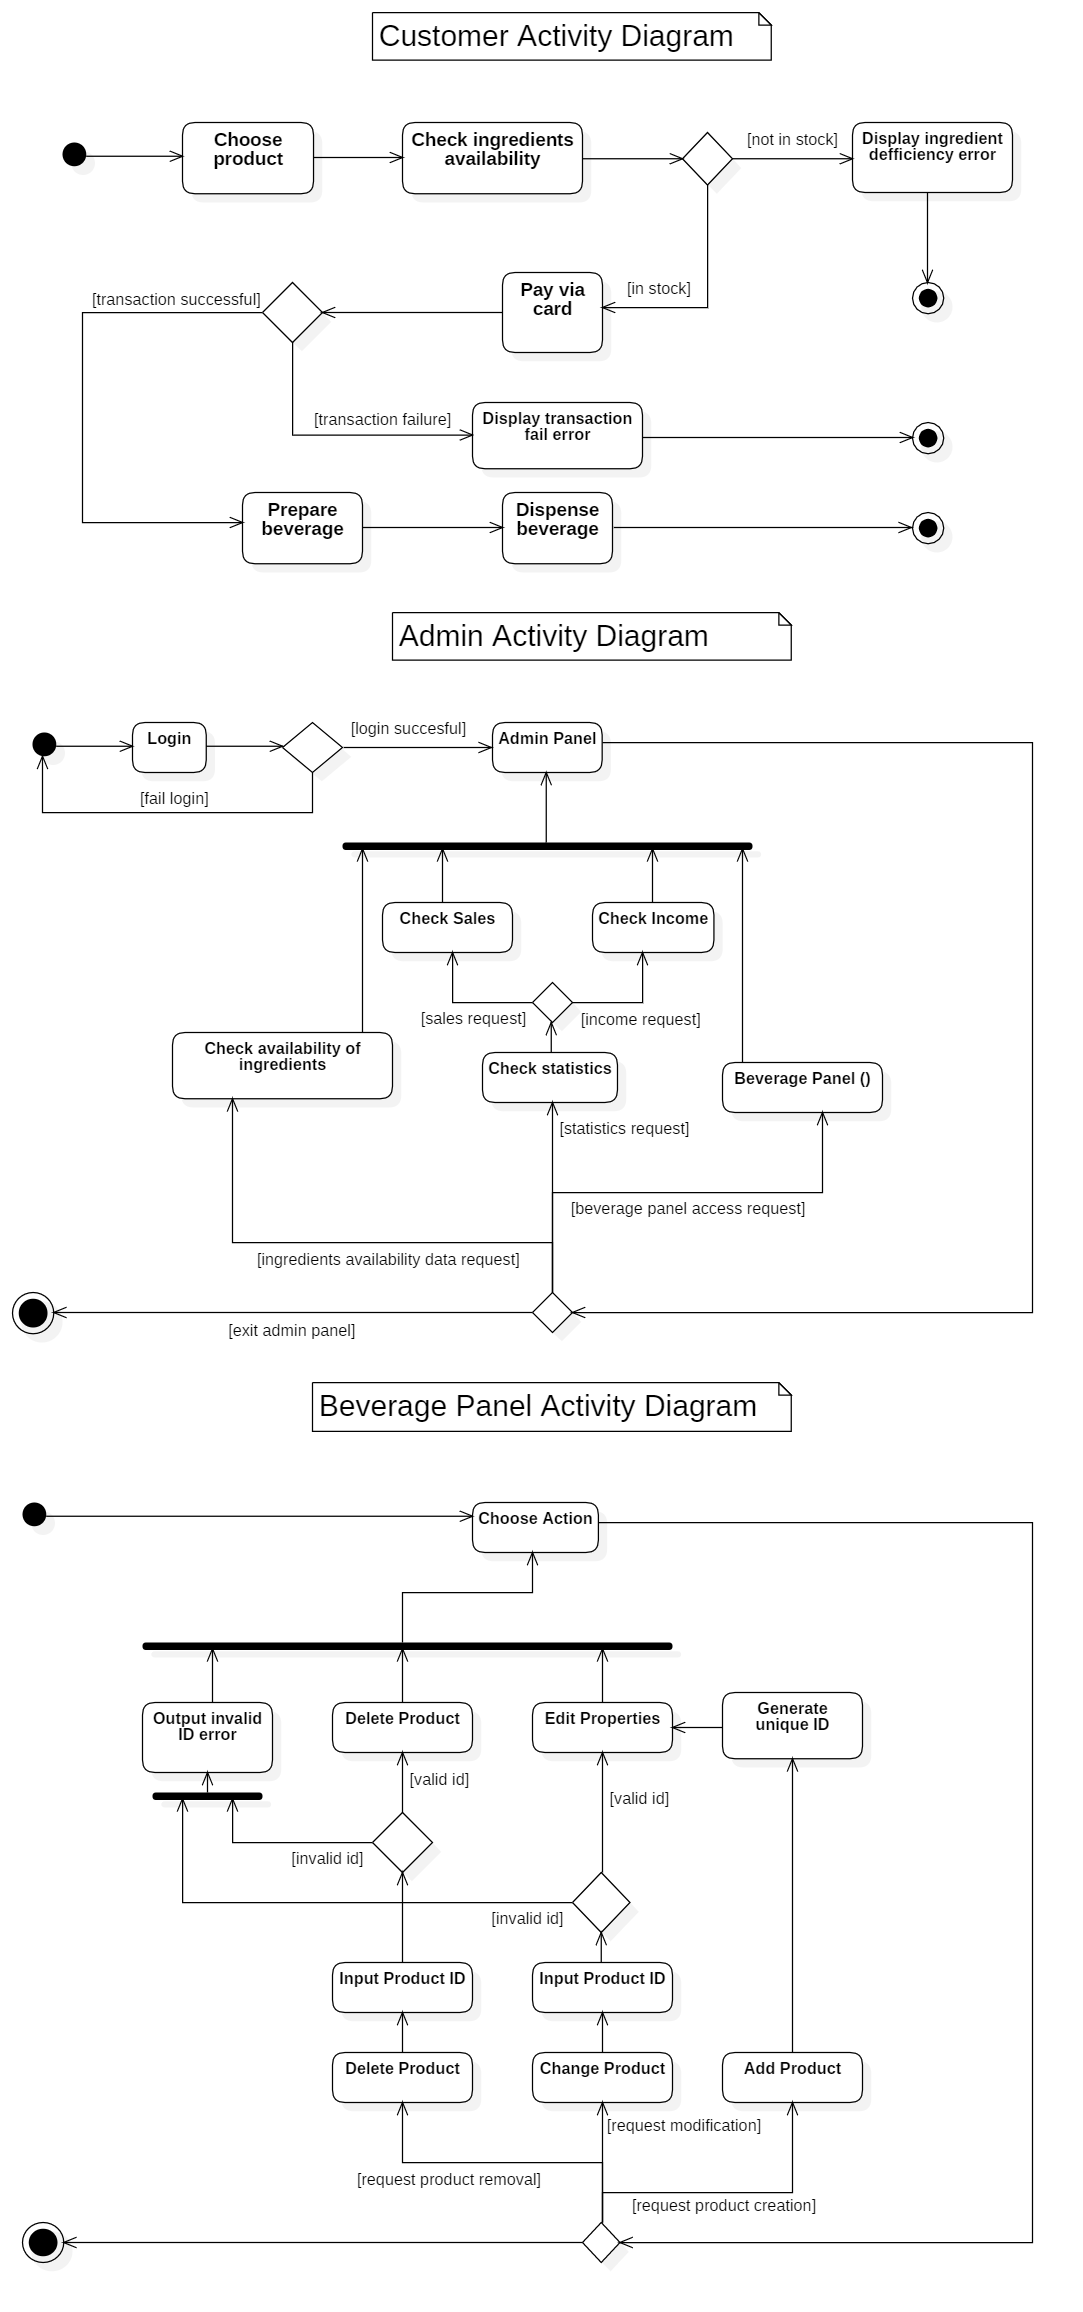 Customer Activity Diagram
Choose
product
Check ingredients
availability
[not in stock]
Display ingredient
defficiency error
[in stock]
Pay via
card
[transaction successful]
[transaction failure]
Display transaction
fail error
Prepare
beverage
Dispense
beverage
Admin Activity Diagram
Login
[login succesful]
Admin Panel
[fail login]
Check Sales
Check Income
[sales request]
[income request]
Check availability of
ingredients
Check statistics
Beverage Panel ()
[statistics request]
[beverage panel access request]
[ingredients availability data request]
[exit admin panel]
Beverage Panel Activity Diagram
Choose Action
Output invalid
ID error
Delete Product
Edit Properties
Generate
unique ID
[valid id]
[valid id]
[invalid id]
[invalid id]
Input Product ID
Input Product ID
Delete Product
Change Product
Add Product
[request modification]
[request product removal]
[request product creation]